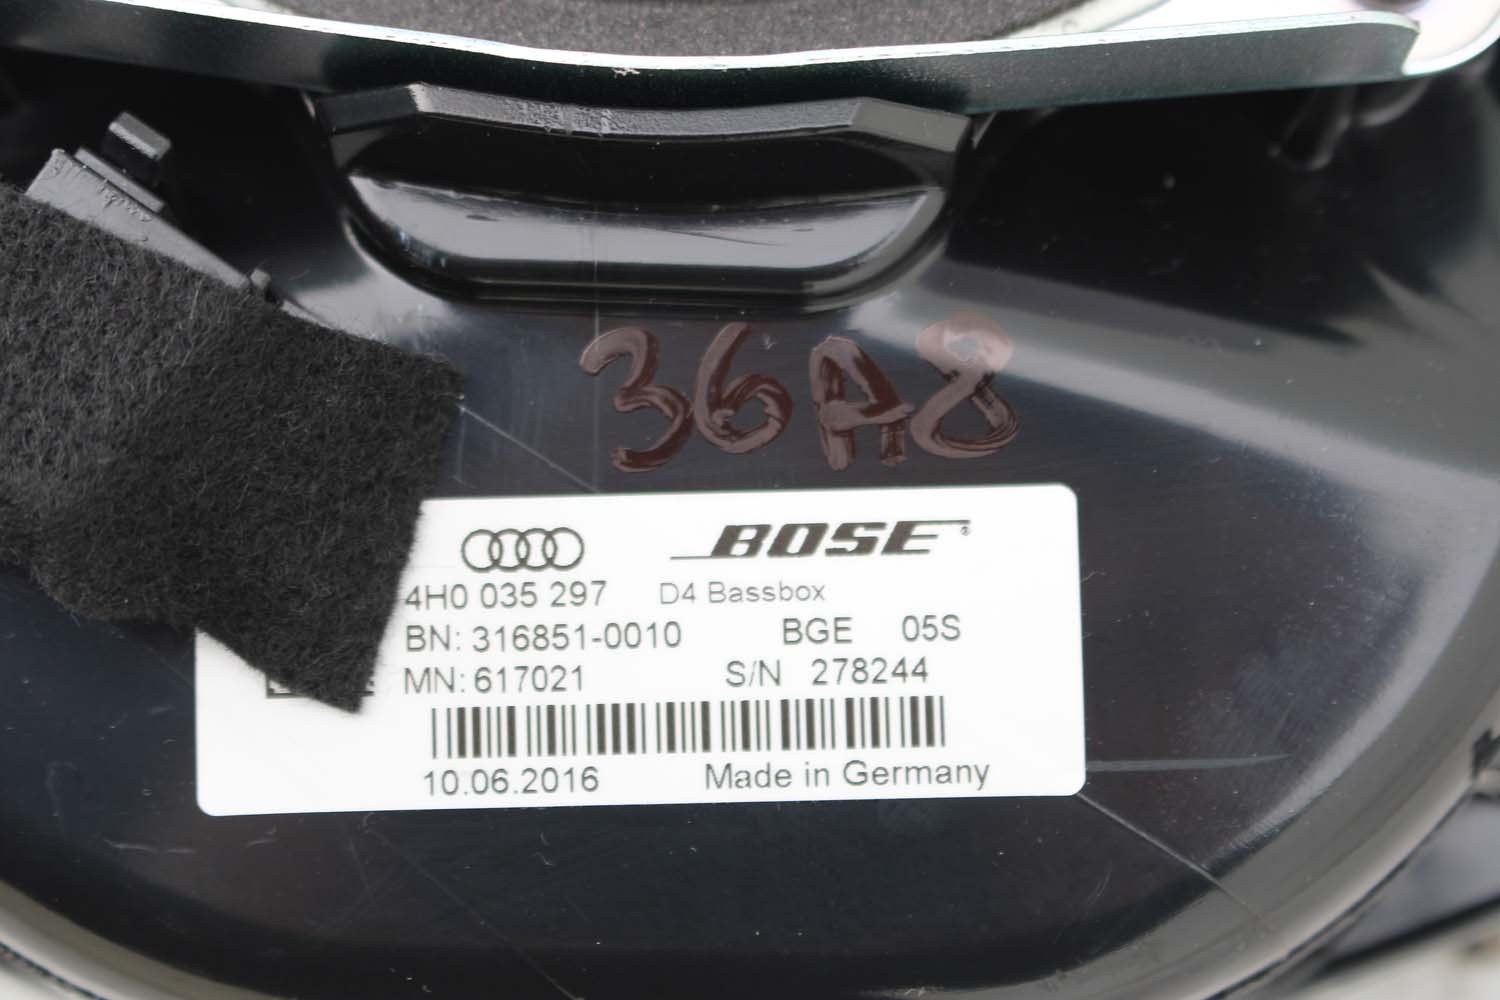 36A8
BOSE®
4H0 035 297 D4 Bassbox
BN: 316851-0010 BGE 05S
MN: 617021 S/N 278244
10.06.2016 Made in Germany